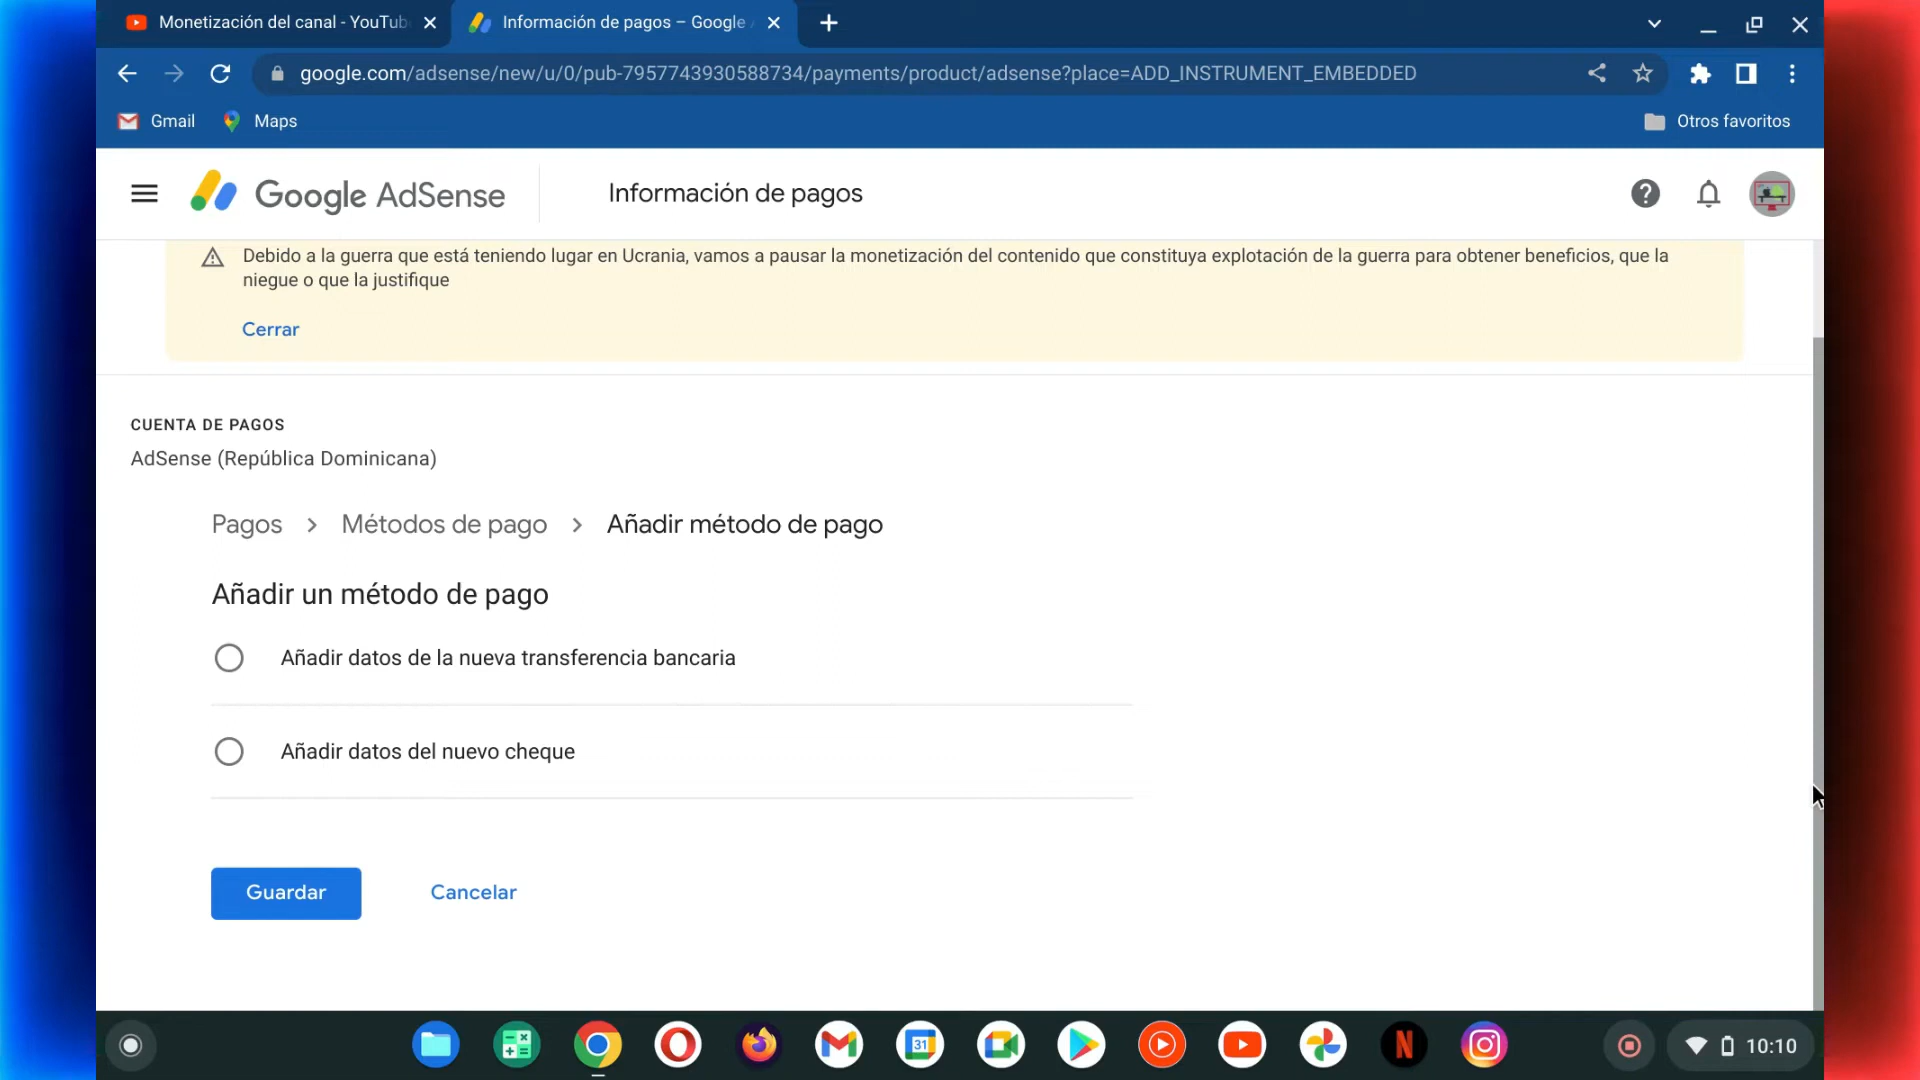 Monetización del canal - YouTub
Información de pagos – Google
google.com/adsense/new/u/0/pub-7957743930588734/payments/product/adsense?place=ADD_INSTRUMENT_EMBEDDED
Gmail
Maps
Otros favoritos
Google AdSense
Información de pagos
Debido a la guerra que está teniendo lugar en Ucrania, vamos a pausar la monetización del contenido que constituya explotación de la guerra para obtener beneficios, que la
niegue o que la justifique
Cerrar
CUENTA DE PAGOS
AdSense (República Dominicana)
Pagos > Métodos de pago > Añadir método de pago
Añadir un método de pago
Añadir datos de la nueva transferencia bancaria
Añadir datos del nuevo cheque
Guardar
Cancelar
31
N
10:10